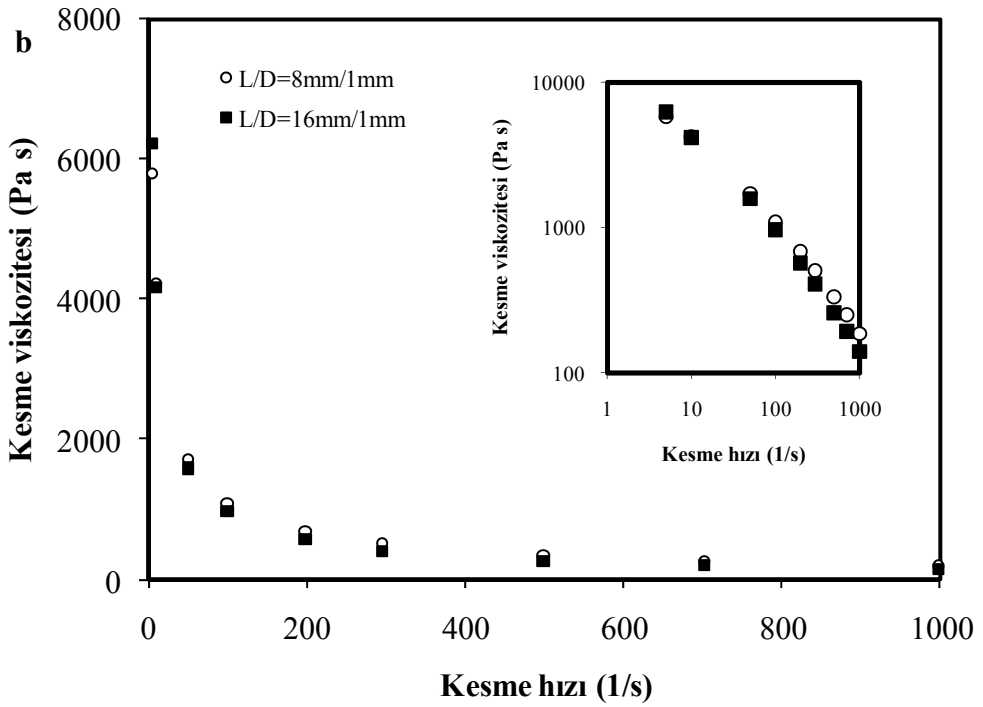 b
Kesme viskozitesi (Pa s)
8000
6000
4000
2000
0
0 200 400 600 800 1000
Kesme hızı (1/s)
L/D=8mm/1mm
L/D=16mm/1mm
Kesme viskozitesi (Pa s)
10000
1000
100
1 10 100 1000
Kesme hızı (1/s)